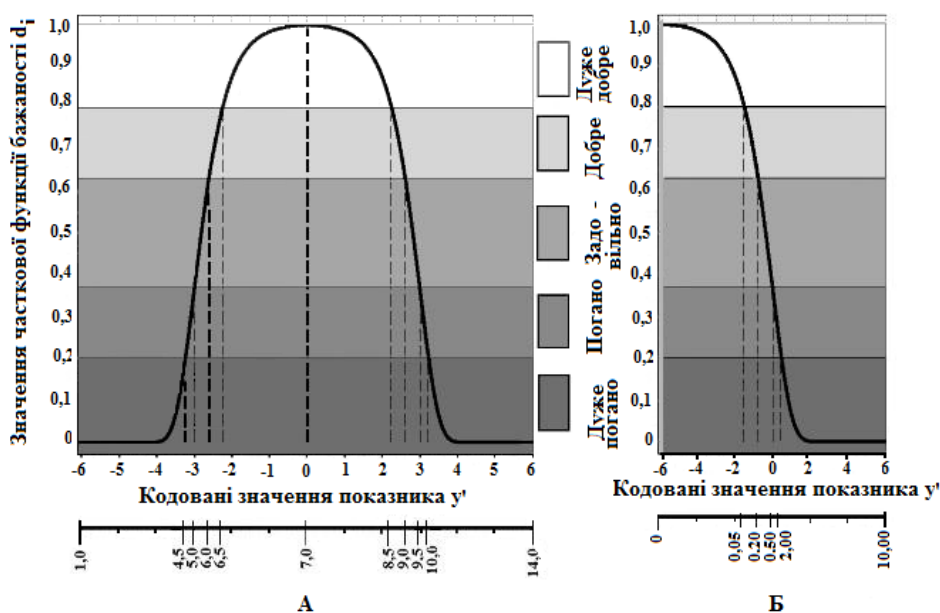 Значення часткової функції бажаності dᵢ
1,0
0,9
0,8
0,7
0,6
0,5
0,4
0,3
0,2
0,1
0
-6 -5 -4 -3 -2 -1 0 1 2 3 4 5 6
Кодовані значення показника y'
1,0 4,5 5,0 6,0 6,5 7,0 8,5 9,0 9,5 10,0 14,0
А
Дуже добре
Добре
Задо - вільно
Погано
Дуже погано
1,0
0,9
0,8
0,7
0,6
0,5
0,4
0,3
0,2
0,1
0
-6 -4 -2 0 2 4 6
Кодовані значення показника y'
0 0,05 0,20 0,50 2,00 10,00
Б